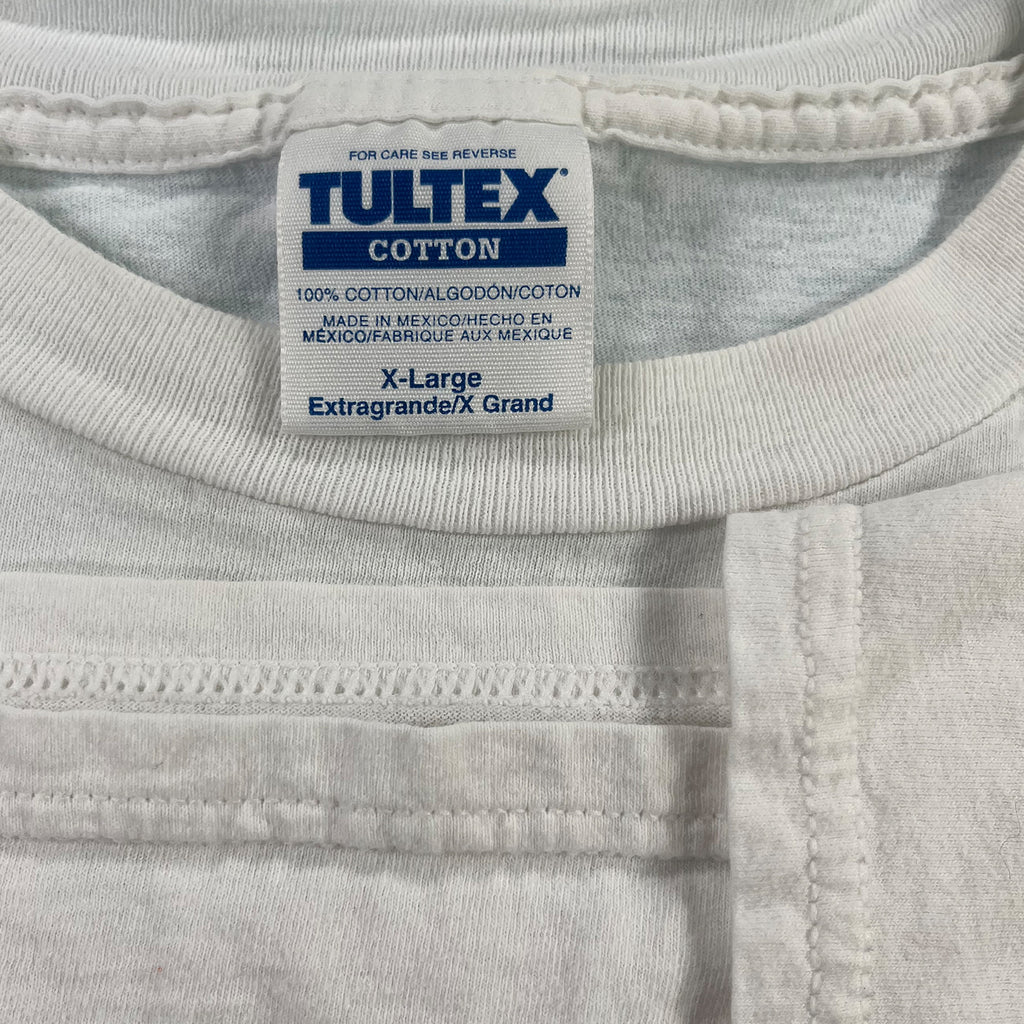 FOR CARE SEE REVERSE
TULTEX®
COTTON
100% COTTON/ALGODÓN/COTON
MADE IN MEXICO/HECHO EN
MÉXICO/FABRIQUE AUX MEXIQUE
X-Large
Extragrande/X Grand